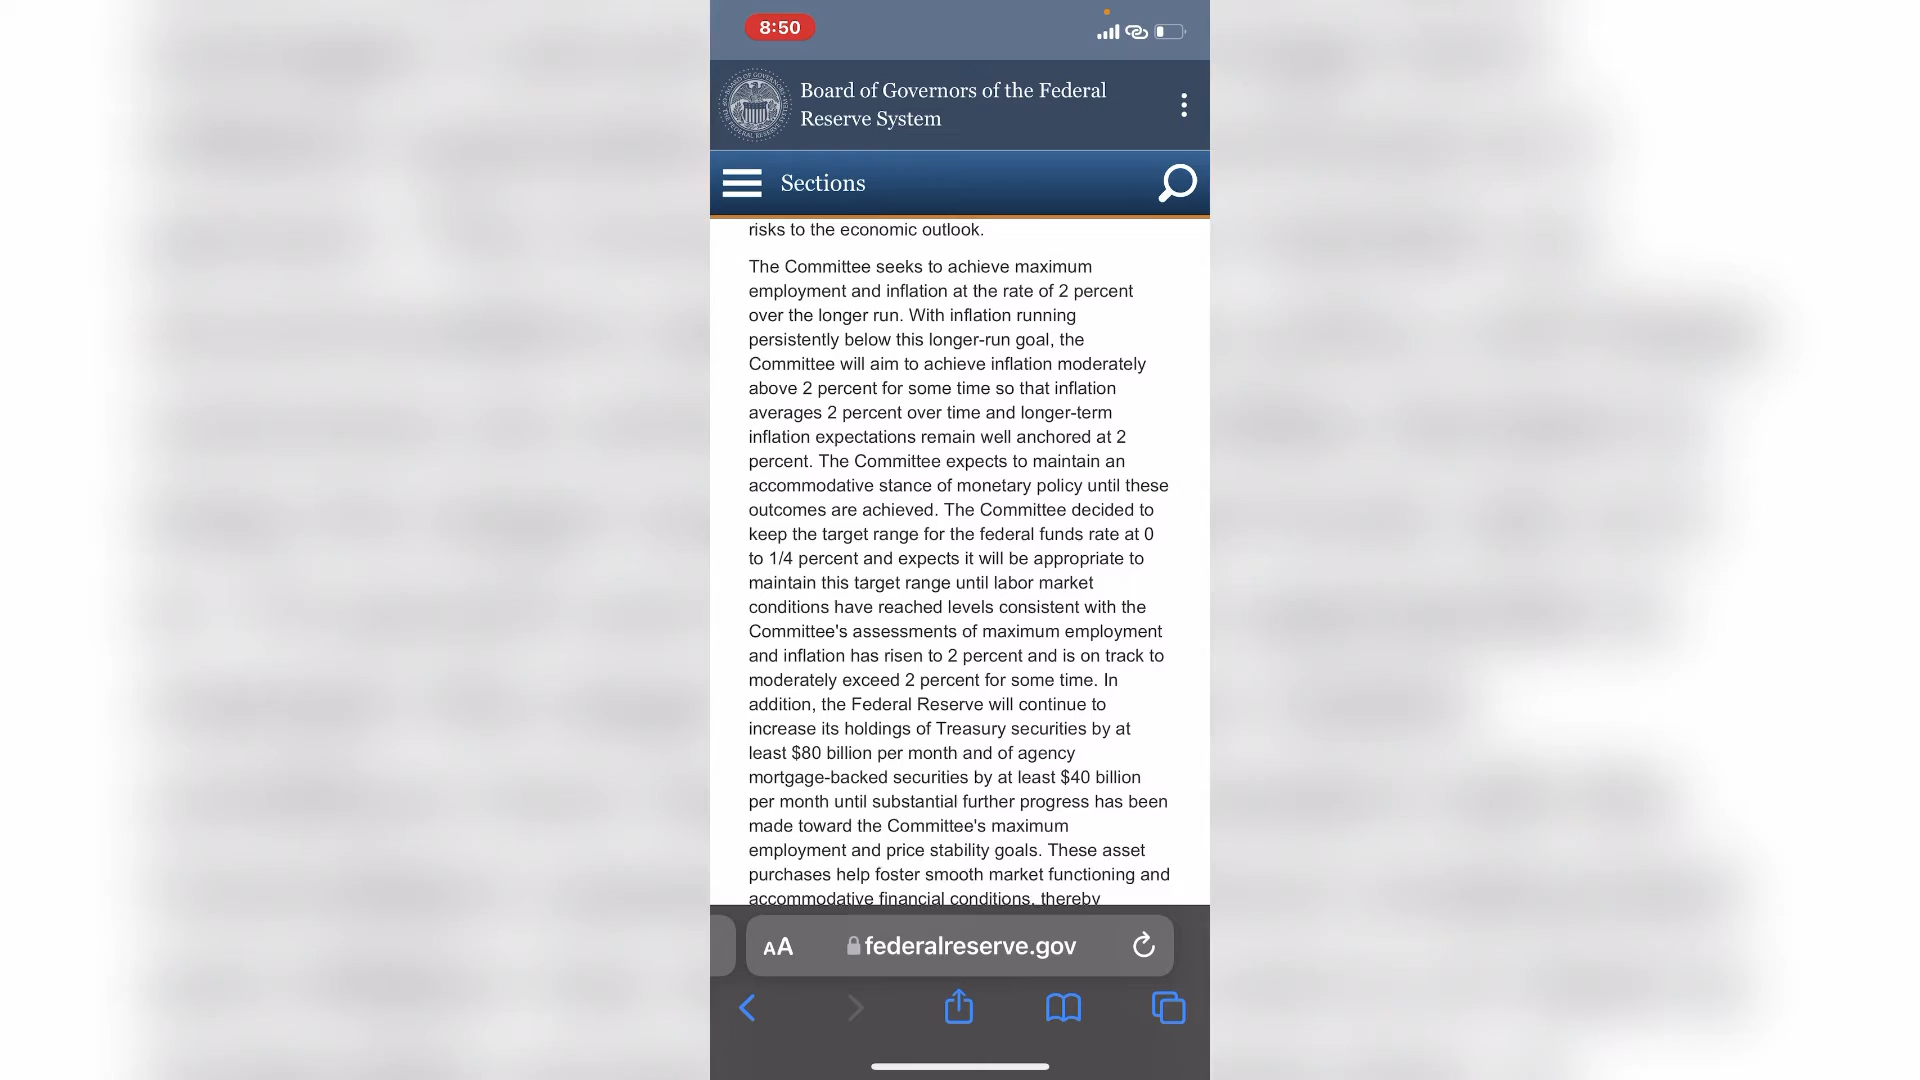 8:50
Board of Governors of the Federal
Reserve System
Sections
risks to the economic outlook.
The Committee seeks to achieve maximum
employment and inflation at the rate of 2 percent
over the longer run. With inflation running
persistently below this longer-run goal, the
Committee will aim to achieve inflation moderately
above 2 percent for some time so that inflation
averages 2 percent over time and longer-term
inflation expectations remain well anchored at 2
percent. The Committee expects to maintain an
accommodative stance of monetary policy until these
outcomes are achieved. The Committee decided to
keep the target range for the federal funds rate at 0
to 1/4 percent and expects it will be appropriate to
maintain this target range until labor market
conditions have reached levels consistent with the
Committee's assessments of maximum employment
and inflation has risen to 2 percent and is on track to
moderately exceed 2 percent for some time. In
addition, the Federal Reserve will continue to
increase its holdings of Treasury securities by at
least $80 billion per month and of agency
mortgage-backed securities by at least $40 billion
per month until substantial further progress has been
made toward the Committee's maximum
employment and price stability goals. These asset
purchases help foster smooth market functioning and
accommodative financial conditions, thereby
AA federalreserve.gov